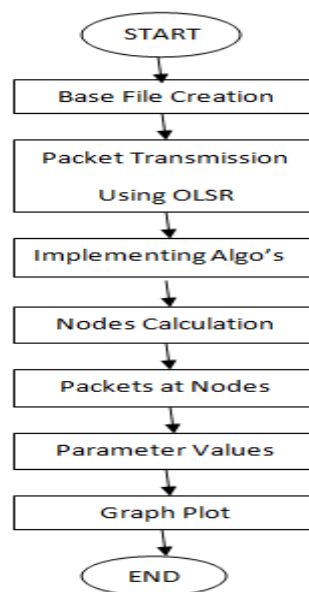 START
Base File Creation
Packet Transmission
Using OLSR
Implementing Algo's
Nodes Calculation
Packets at Nodes
Parameter Values
Graph Plot
END